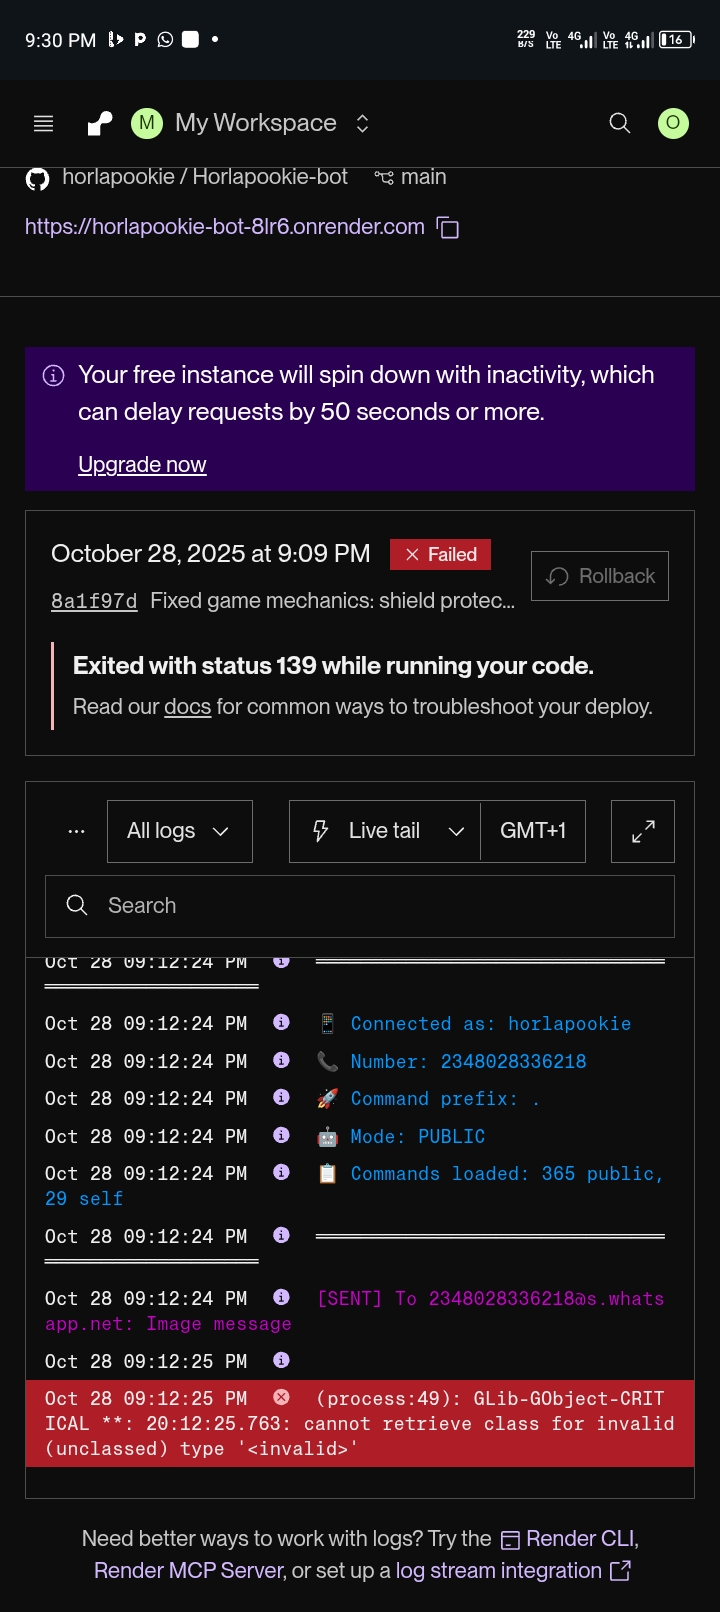 9:30 PM
229 B/S Vo LTE 4G Vo LTE 4G 16
M My Workspace O
horlapookie / Horlapookie-bot main
https://horlapookie-bot-8lr6.onrender.com
Your free instance will spin down with inactivity, which
can delay requests by 50 seconds or more.
Upgrade now
October 28, 2025 at 9:09 PM Failed
Rollback
8a1f97d Fixed game mechanics: shield protec...
Exited with status 139 while running your code.
Read our docs for common ways to troubleshoot your deploy.
... All logs Live tail GMT+1
Search
Oct 28 09:12:24 PM ═══════════════════════════════
═══════════════════
Oct 28 09:12:24 PM 📱 Connected as: horlapookie
Oct 28 09:12:24 PM 📞 Number: 2348028336218
Oct 28 09:12:24 PM 🚀 Command prefix: .
Oct 28 09:12:24 PM 🤖 Mode: PUBLIC
Oct 28 09:12:24 PM 📋 Commands loaded: 365 public,
29 self
Oct 28 09:12:24 PM ═══════════════════════════════
═══════════════════
Oct 28 09:12:24 PM [SENT] To 2348028336218@s.whats
app.net: Image message
Oct 28 09:12:25 PM
Oct 28 09:12:25 PM (process:49): GLib-GObject-CRIT
ICAL **: 20:12:25.763: cannot retrieve class for invalid
(unclassed) type '<invalid>'
Need better ways to work with logs? Try the Render CLI,
Render MCP Server, or set up a log stream integration